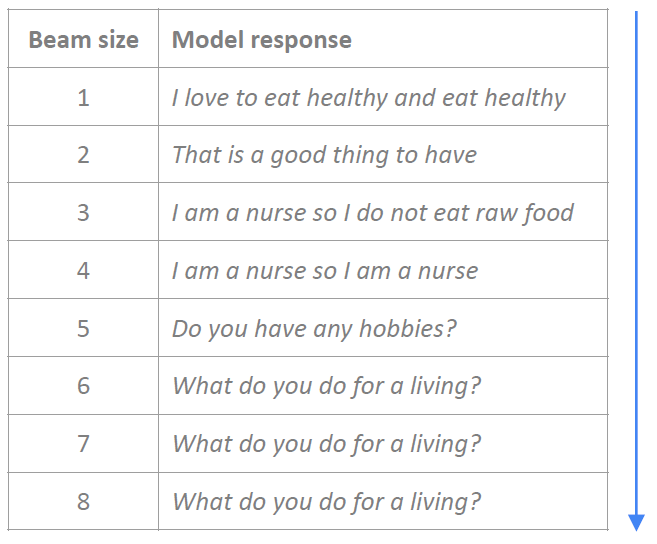 Beam size Model response
1 I love to eat healthy and eat healthy
2 That is a good thing to have
3 I am a nurse so I do not eat raw food
4 I am a nurse so I am a nurse
5 Do you have any hobbies?
6 What do you do for a living?
7 What do you do for a living?
8 What do you do for a living?